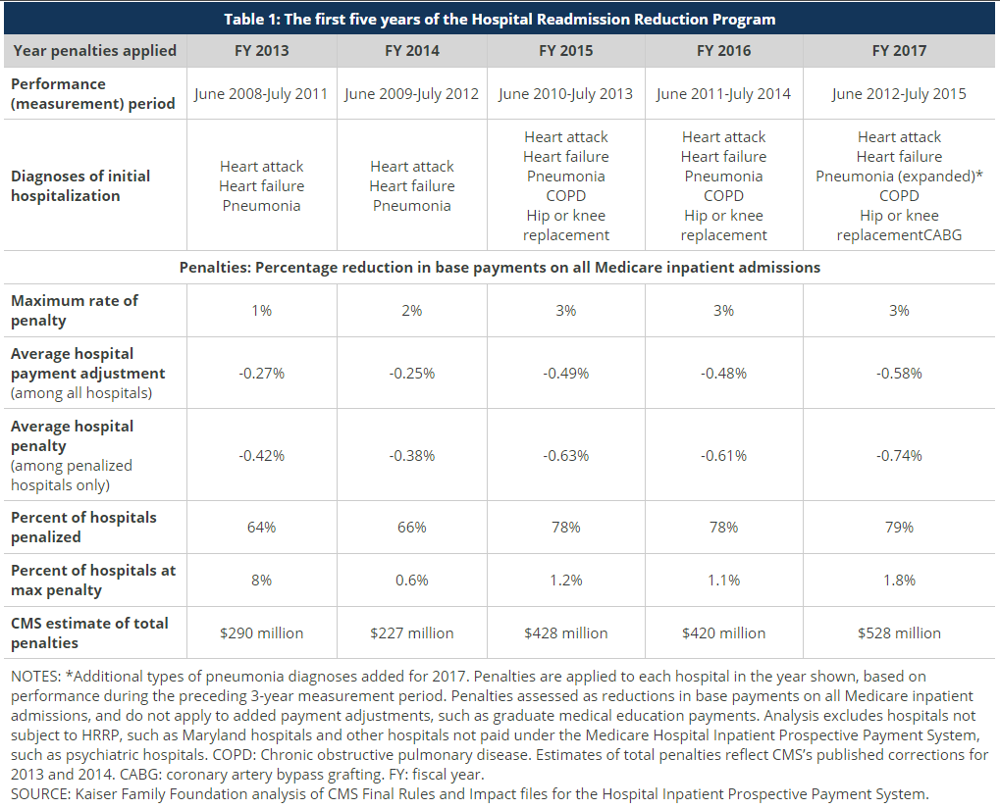 Table 1: The first five years of the Hospital Readmission Reduction Program
Year penalties applied FY 2013 FY 2014 FY 2015 FY 2016 FY 2017
Performance
(measurement) period
June 2008-July 2011 June 2009-July 2012 June 2010-July 2013 June 2011-July 2014 June 2012-July 2015
Diagnoses of initial
hospitalization
Heart attack
Heart failure
Pneumonia
Heart attack
Heart failure
Pneumonia
Heart attack
Heart failure
Pneumonia
COPD
Hip or knee
replacement
Heart attack
Heart failure
Pneumonia
COPD
Hip or knee
replacement
Heart attack
Heart failure
Pneumonia (expanded)*
COPD
Hip or knee
replacementCABG
Penalties: Percentage reduction in base payments on all Medicare inpatient admissions
Maximum rate of
penalty
1% 2% 3% 3% 3%
Average hospital
payment adjustment
(among all hospitals)
-0.27% -0.25% -0.49% -0.48% -0.58%
Average hospital
penalty
(among penalized
hospitals only)
-0.42% -0.38% -0.63% -0.61% -0.74%
Percent of hospitals
penalized
64% 66% 78% 78% 79%
Percent of hospitals at
max penalty
8% 0.6% 1.2% 1.1% 1.8%
CMS estimate of total
penalties
$290 million $227 million $428 million $420 million $528 million
NOTES: *Additional types of pneumonia diagnoses added for 2017. Penalties are applied to each hospital in the year shown, based on
performance during the preceding 3-year measurement period. Penalties assessed as reductions in base payments on all Medicare inpatient
admissions, and do not apply to added payment adjustments, such as graduate medical education payments. Analysis excludes hospitals not
subject to HRRP, such as Maryland hospitals and other hospitals not paid under the Medicare Hospital Inpatient Prospective Payment System,
such as psychiatric hospitals. COPD: Chronic obstructive pulmonary disease. Estimates of total penalties reflect CMS's published corrections for
2013 and 2014. CABG: coronary artery bypass grafting. FY: fiscal year.
SOURCE: Kaiser Family Foundation analysis of CMS Final Rules and Impact files for the Hospital Inpatient Prospective Payment System.